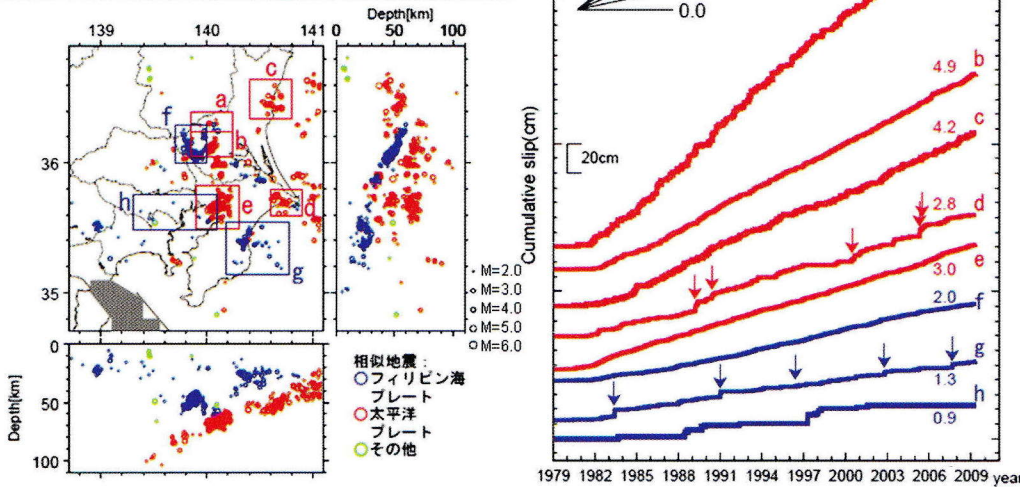 Depth[km]
139
140
141
0
50
100
c
a
f
b
36
h
e
d
g
35
M=2.0
M=3.0
M=4.0
M=5.0
M=6.0
0
50
100
Depth[km]
相似地震:
フィリピン海
プレート
太平洋
プレート
その他
0.0
Cumulative slip(cm)
20cm
4.9
b
4.2
c
2.8
d
3.0
e
2.0
f
g
1.3
h
0.9
1979 1982 1985 1988 1991 1994 1997 2000 2003 2006 2009 year